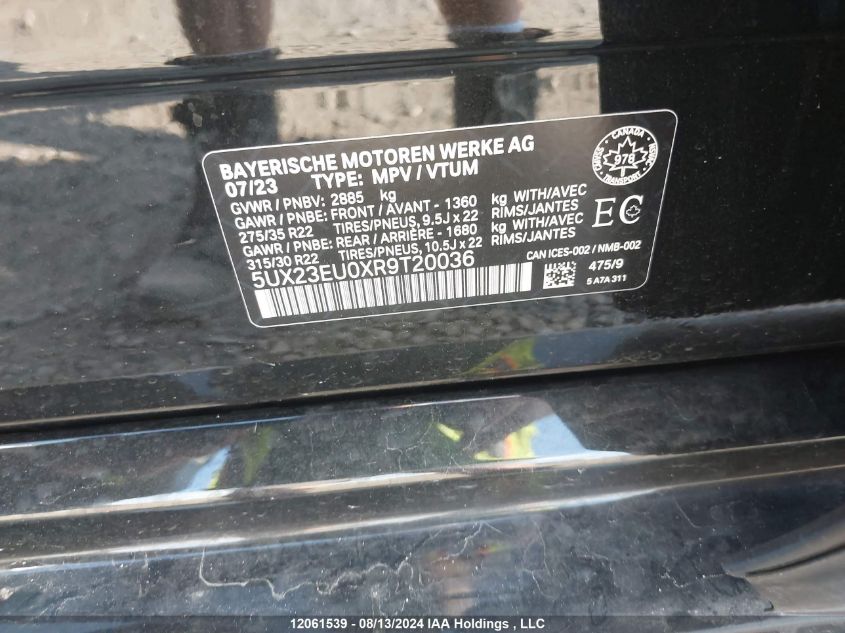 BAYERISCHE MOTOREN WERKE AG
07/23 TYPE: MPV / VTUM
GVWR / PNBV: 2885 kg
GAWR / PNBE: FRONT / AVANT - 1360 kg WITH/AVEC
275/35 R22 TIRES/PNEUS, 9.5J x 22 RIMS/JANTES
GAWR / PNBE: REAR / ARRIÈRE - 1680 kg WITH/AVEC
315/30 R22 TIRES/PNEUS, 10.5J x 22 RIMS/JANTES
5UX23EU0XR9T20036
CANADA
978
EC
CAN ICES-002 / NMB-002
475/9
5 A7A 311
12061539 - 08/13/2024 IAA Holdings , LLC